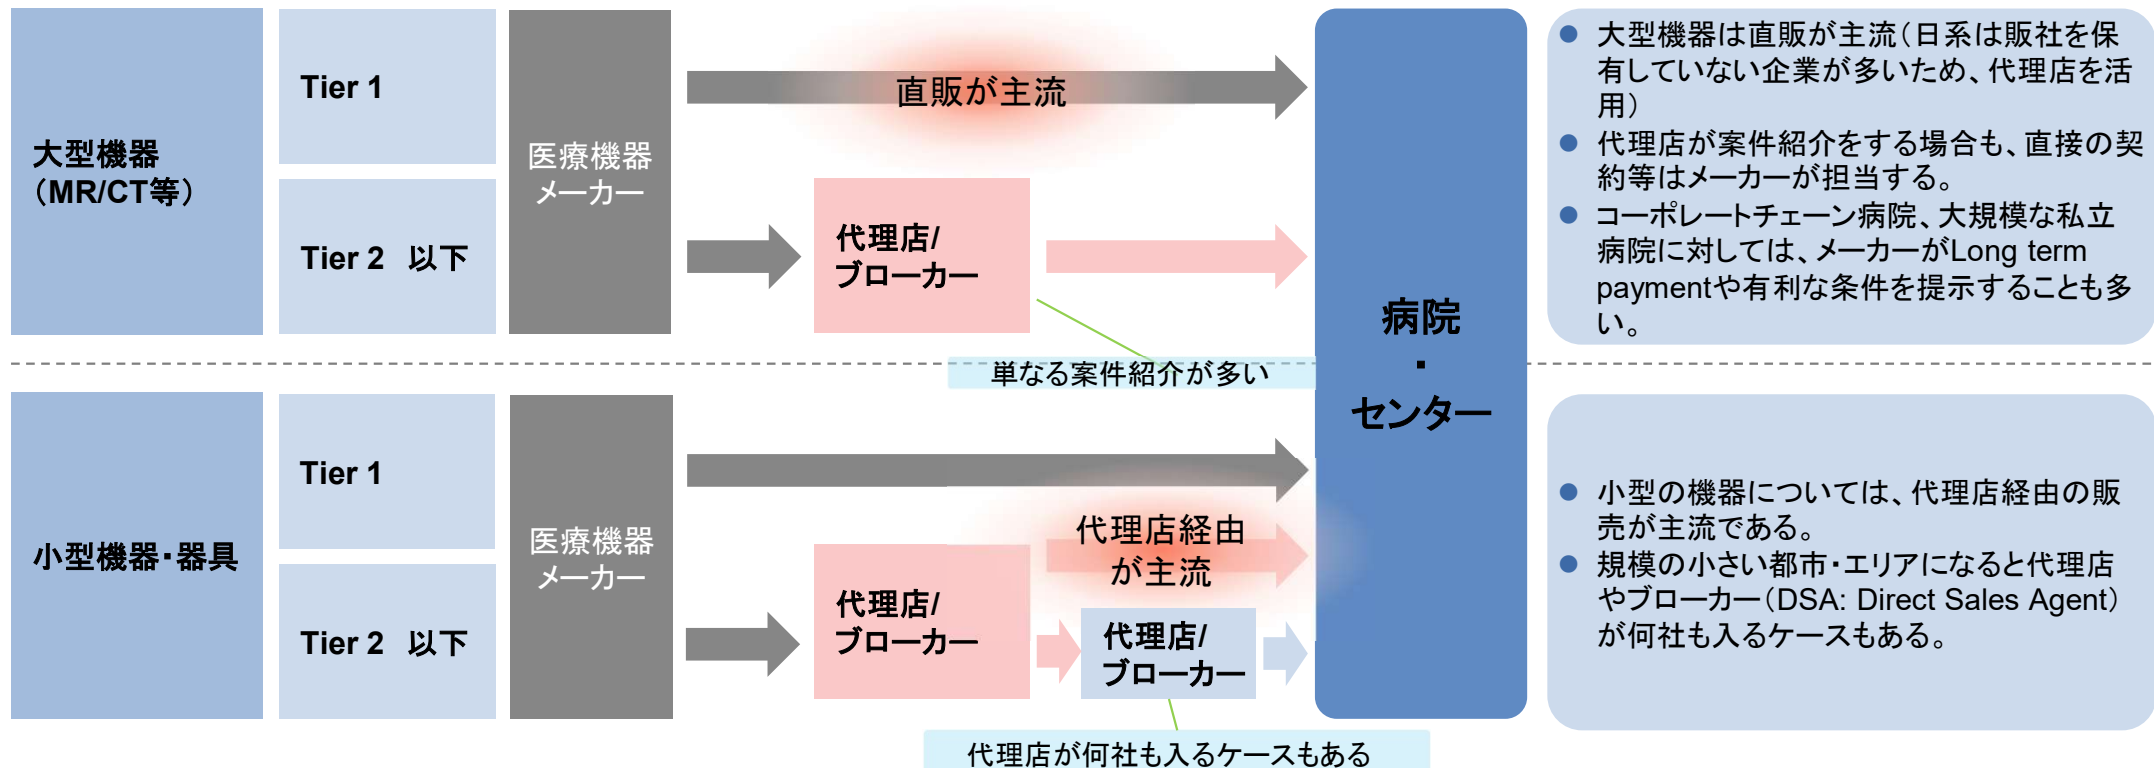 大型機器
（MR/CT等）
Tier 1
Tier 2　以下
医療機器
メーカー
直販が主流
代理店/
ブローカー
単なる案件紹介が多い
小型機器・器具
Tier 1
Tier 2　以下
医療機器
メーカー
代理店経由
が主流
代理店/
ブローカー
代理店/
ブローカー
代理店が何社も入るケースもある
病院
・
センター
● 大型機器は直販が主流（日系は販社を保
有していない企業が多いため、代理店を活
用）
● 代理店が案件紹介をする場合も、直接の契
約等はメーカーが担当する。
● コーポレートチェーン病院、大規模な私立
病院に対しては、メーカーがLong term
paymentや有利な条件を提示することも多
い。
● 小型の機器については、代理店経由の販
売が主流である。
● 規模の小さい都市・エリアになると代理店
やブローカー（DSA: Direct Sales Agent）
が何社も入るケースもある。